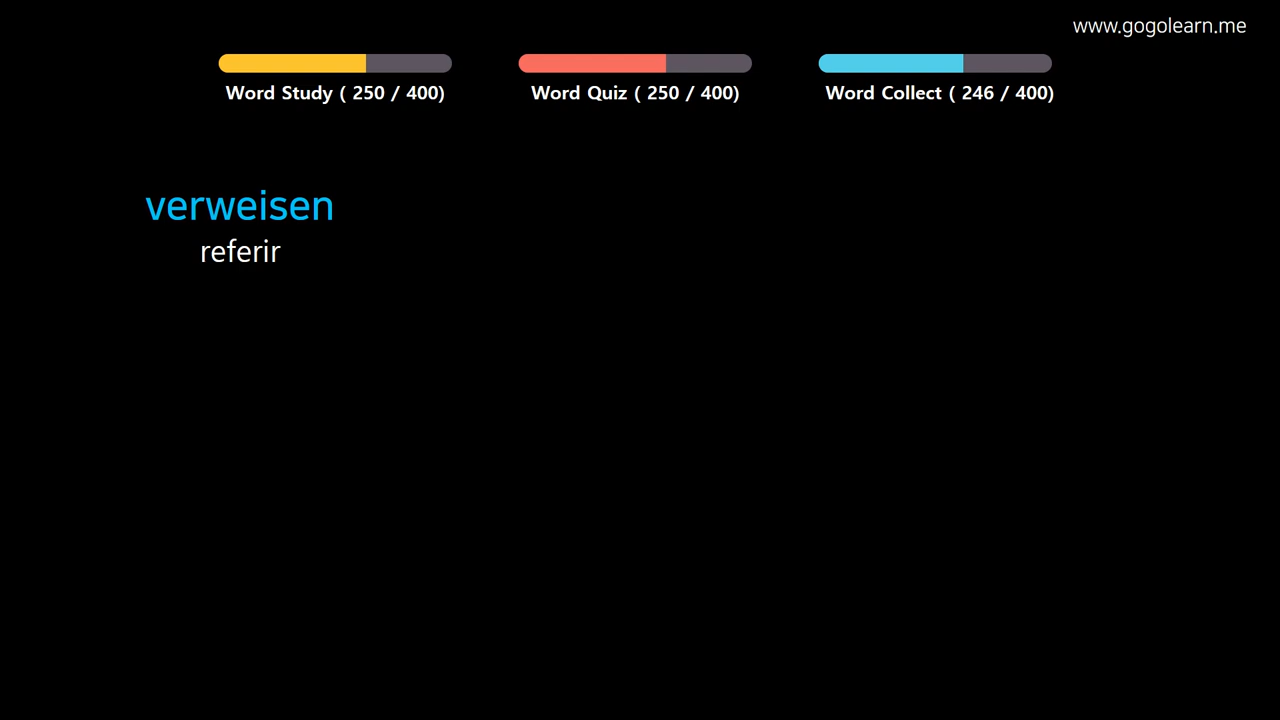 www.gogolearn.me
Word Study ( 250 / 400)
Word Quiz ( 250 / 400)
Word Collect ( 246 / 400)
verweisen
referir